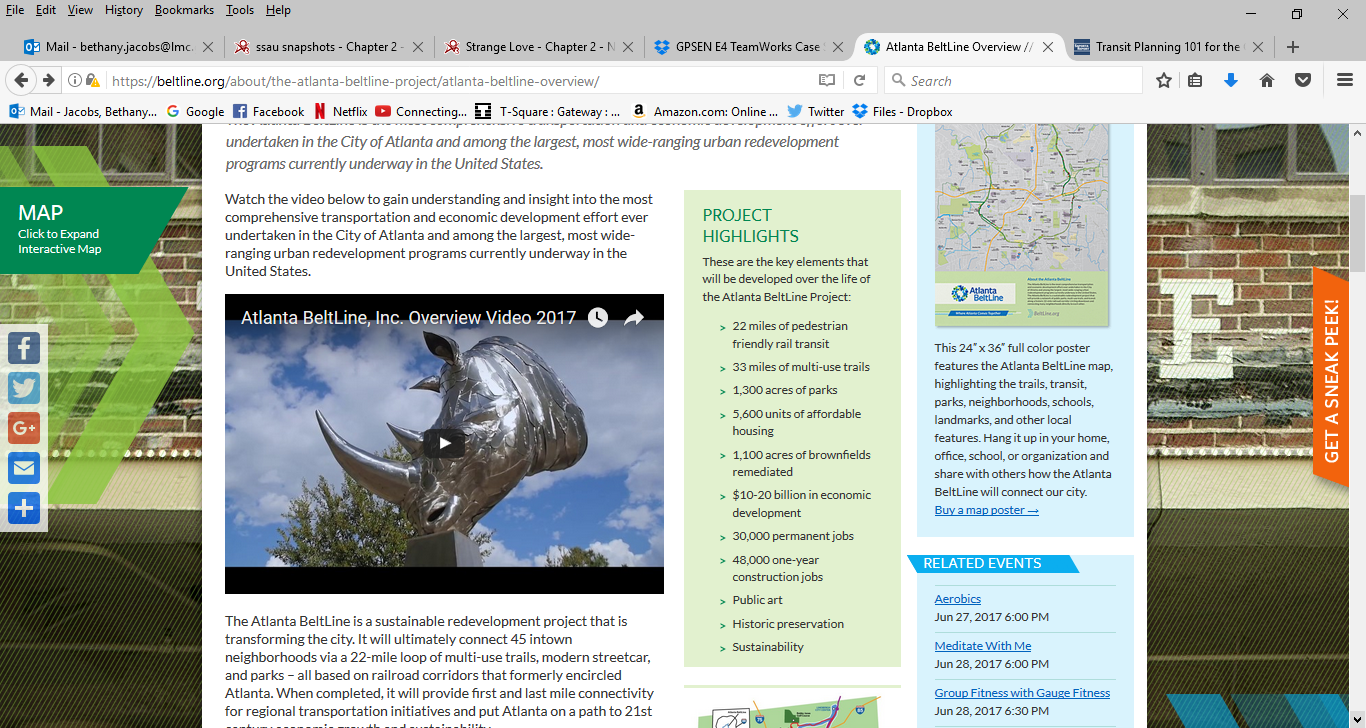 File Edit View History Bookmarks Tools Help
Mail - bethany.jacobs@lmc.
ssau snapshots - Chapter 2 -
Strange Love - Chapter 2 - N
GPSEN E4 TeamWorks Case
Atlanta BeltLine Overview //
Transit Planning 101 for the
https://beltline.org/about/the-atlanta-beltline-project/atlanta-beltline-overview/
Search
Mail - Jacobs, Bethany...
Google
Facebook
Netflix
Connecting...
T-Square : Gateway : ...
Amazon.com: Online ...
Twitter
Files - Dropbox
undertaken in the City of Atlanta and among the largest, most wide-ranging urban redevelopment
programs currently underway in the United States.
MAP
Click to Expand
Interactive Map
Watch the video below to gain understanding and insight into the most
comprehensive transportation and economic development effort ever
undertaken in the City of Atlanta and among the largest, most wide-
ranging urban redevelopment programs currently underway in the
United States.
Atlanta BeltLine, Inc. Overview Video 2017
The Atlanta BeltLine is a sustainable redevelopment project that is
transforming the city. It will ultimately connect 45 intown
neighborhoods via a 22-mile loop of multi-use trails, modern streetcar,
and parks – all based on railroad corridors that formerly encircled
Atlanta. When completed, it will provide first and last mile connectivity
for regional transportation initiatives and put Atlanta on a path to 21st
century economic growth and sustainability.
PROJECT
HIGHLIGHTS
These are the key elements that
will be developed over the life of
the Atlanta BeltLine Project:
> 22 miles of pedestrian
friendly rail transit
> 33 miles of multi-use trails
> 1,300 acres of parks
> 5,600 units of affordable
housing
> 1,100 acres of brownfields
remediated
> $10-20 billion in economic
development
> 30,000 permanent jobs
> 48,000 one-year
construction jobs
> Public art
> Historic preservation
> Sustainability
Atlanta
BeltLine
Where Atlanta Comes Together
About the Atlanta BeltLine
BeltLine.org
This 24″ x 36″ full color poster
features the Atlanta BeltLine map,
highlighting the trails, transit,
parks, neighborhoods, schools,
landmarks, and other local
features. Hang it up in your home,
office, school, or organization and
share with others how the Atlanta
BeltLine will connect our city.
Buy a map poster →
RELATED EVENTS
Aerobics
Jun 27, 2017 6:00 PM
Meditate With Me
Jun 28, 2017 6:00 PM
Group Fitness with Gauge Fitness
Jun 28, 2017 6:30 PM
E
GET A SNEAK PEEK!